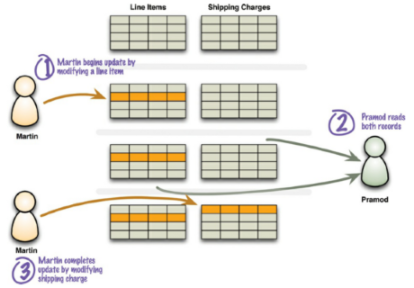 Line Items
Shipping Charges
1
Martin begins update by
modifying a line item
Martin
2
Pramod reads
both records
Pramod
Martin
3
Martin completes
update by modifying
shipping charge